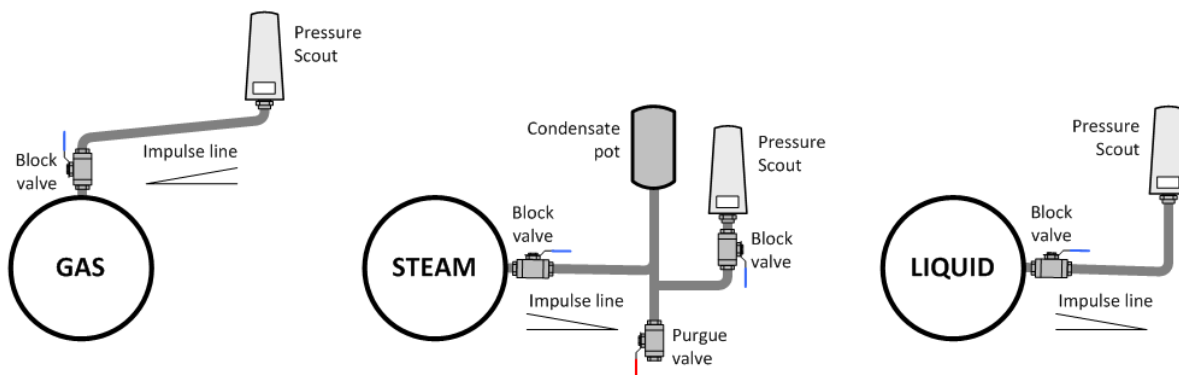 Pressure
Scout
Block
valve
Impulse line
GAS
Condensate
pot
Pressure
Scout
Block
valve
Block
valve
STEAM
Impulse line
Purgue
valve
Pressure
Scout
Block
valve
LIQUID
Impulse line